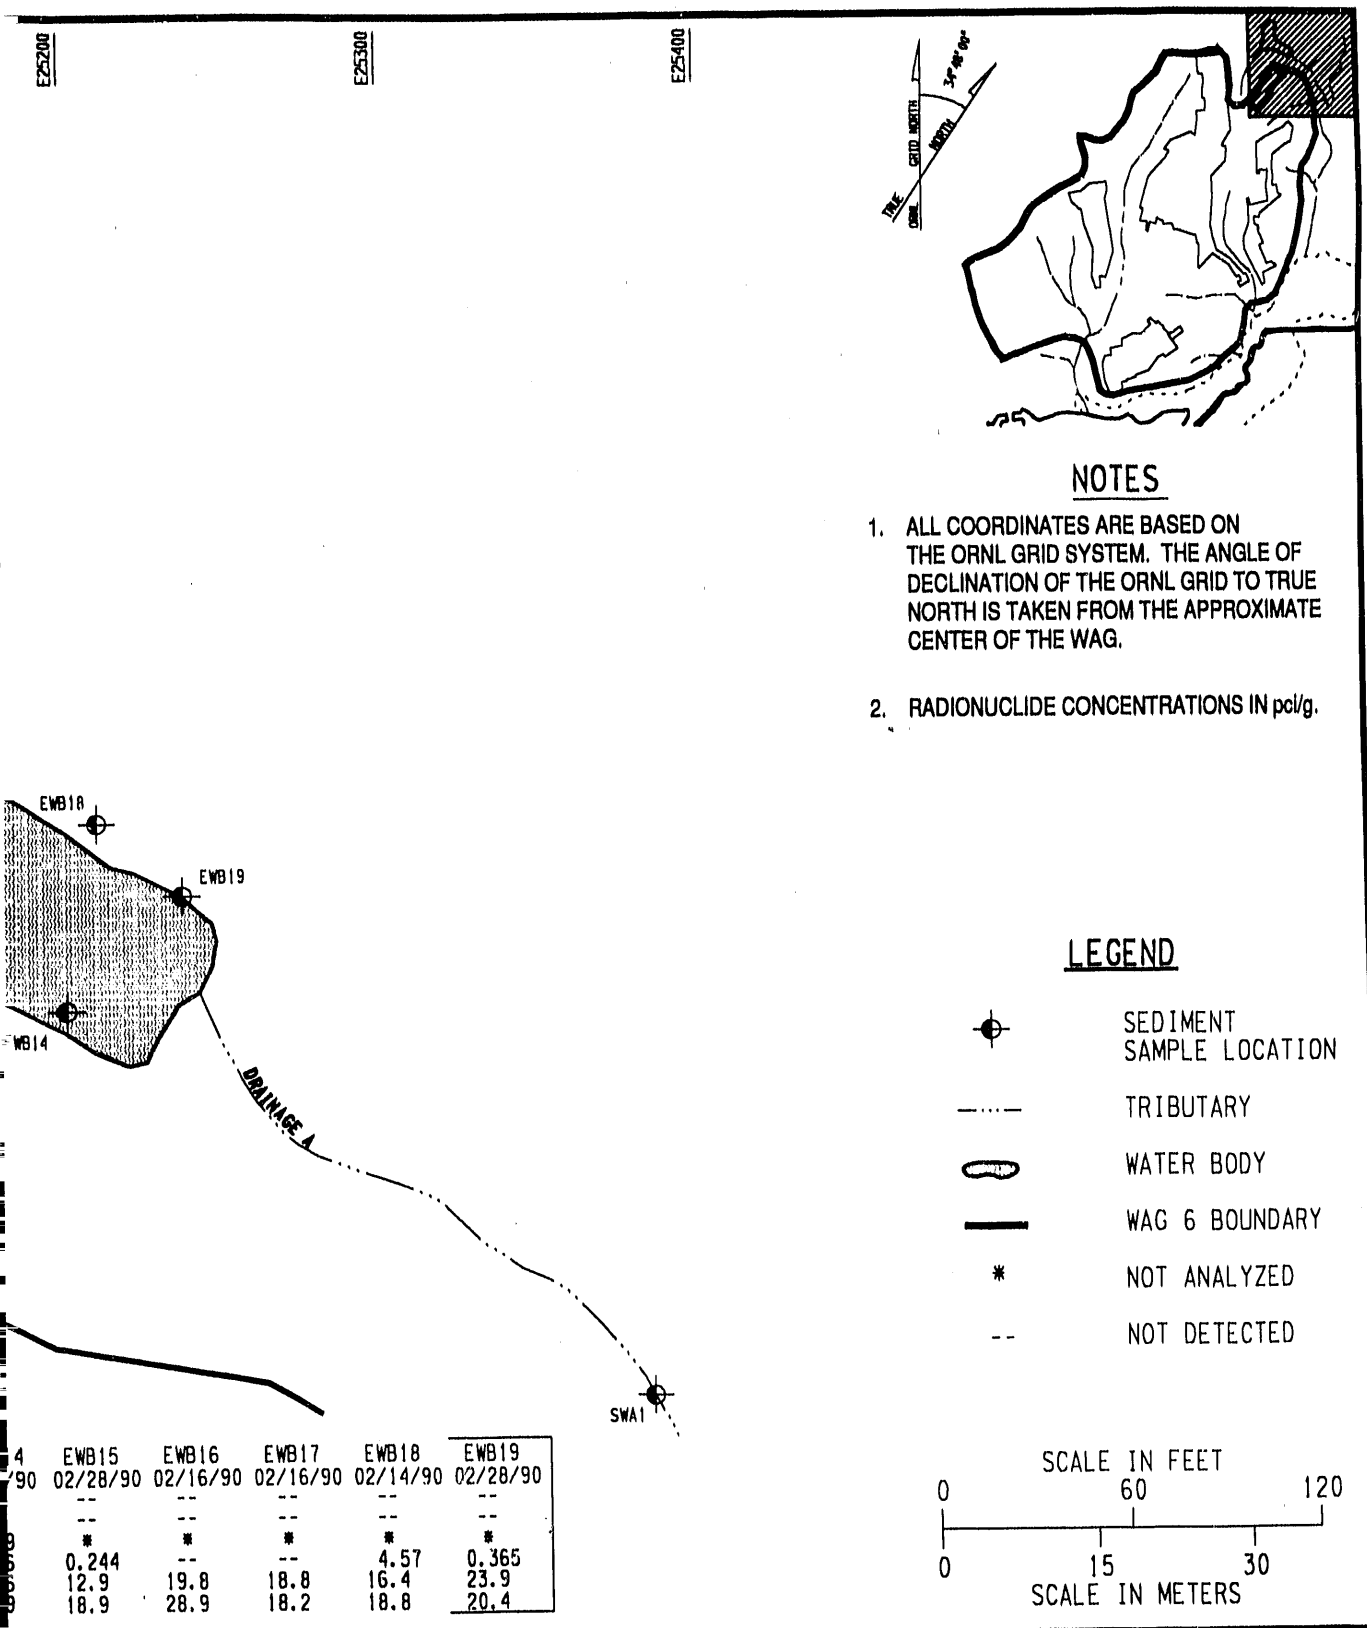 E25200
E25300
E25400
34° 48' 00"
ORNL GRID NORTH
TRUE NORTH
NOTES
1. ALL COORDINATES ARE BASED ON
THE ORNL GRID SYSTEM. THE ANGLE OF
DECLINATION OF THE ORNL GRID TO TRUE
NORTH IS TAKEN FROM THE APPROXIMATE
CENTER OF THE WAG.
2. RADIONUCLIDE CONCENTRATIONS IN pci/g.
EWB18
EWB19
WB14
DRAINAGE A
SWA1
LEGEND
SEDIMENT
SAMPLE LOCATION
TRIBUTARY
WATER BODY
WAG 6 BOUNDARY
* NOT ANALYZED
-- NOT DETECTED
4 EWB15 EWB16 EWB17 EWB18 EWB19
/90 02/28/90 02/16/90 02/16/90 02/14/90 02/28/90
-- -- -- -- --
-- -- -- -- --
* * * * *
0.244 -- -- 4.57 0.365
12.9 19.8 18.8 16.4 23.9
18.9 28.9 18.2 18.8 20.4
SCALE IN FEET
0 60 120
0 15 30
SCALE IN METERS